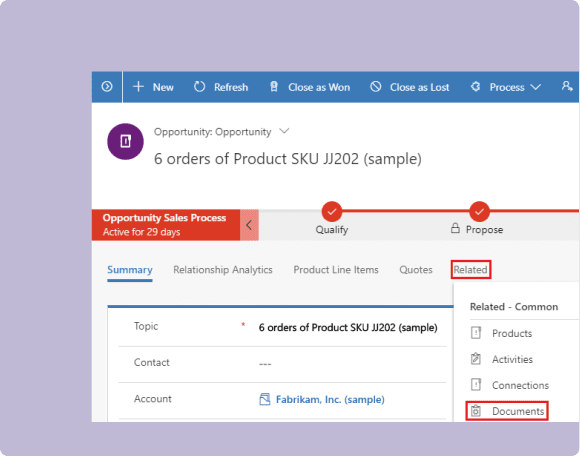 New Refresh Close as Won Close as Lost Process
Opportunity: Opportunity
6 orders of Product SKU JJ202 (sample)
Opportunity Sales Process
Active for 29 days
Qualify Propose
Summary Relationship Analytics Product Line Items Quotes Related
Related - Common
Topic * 6 orders of Product SKU JJ202 (sample)
Products
Contact ---
Activities
Connections
Account Fabrikam, Inc. (sample)
Documents